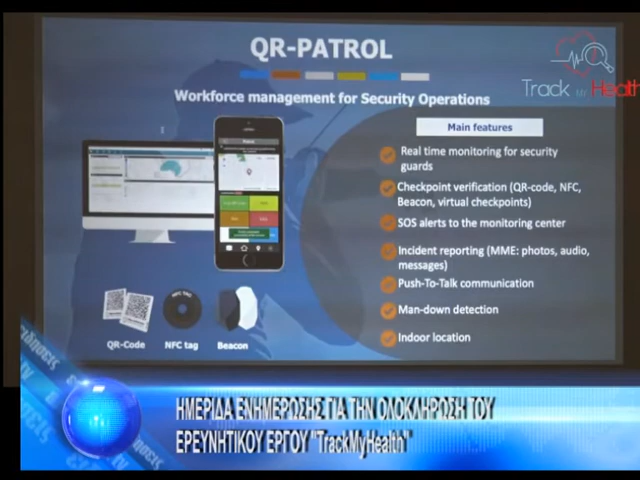 QR-PATROL
Track My Health
Workforce management for Security Operations
Main features
Real time monitoring for security
guards
Checkpoint verification (QR-code, NFC,
Beacon, virtual checkpoints)
SOS alerts to the monitoring center
Incident reporting (MME: photos, audio,
messages)
Push-To-Talk communication
Man-down detection
Indoor location
NFC TAG
QR-Code
NFC tag
Beacon
ειδήσεις
ΗΜΕΡΙΔΑ ΕΝΗΜΕΡΩΣΗΣ ΓΙΑ ΤΗΝ ΟΛΟΚΛΗΡΩΣΗ ΤΟΥ
ΕΡΕΥΝΗΤΙΚΟΥ ΕΡΓΟΥ "TrackMyHealth"